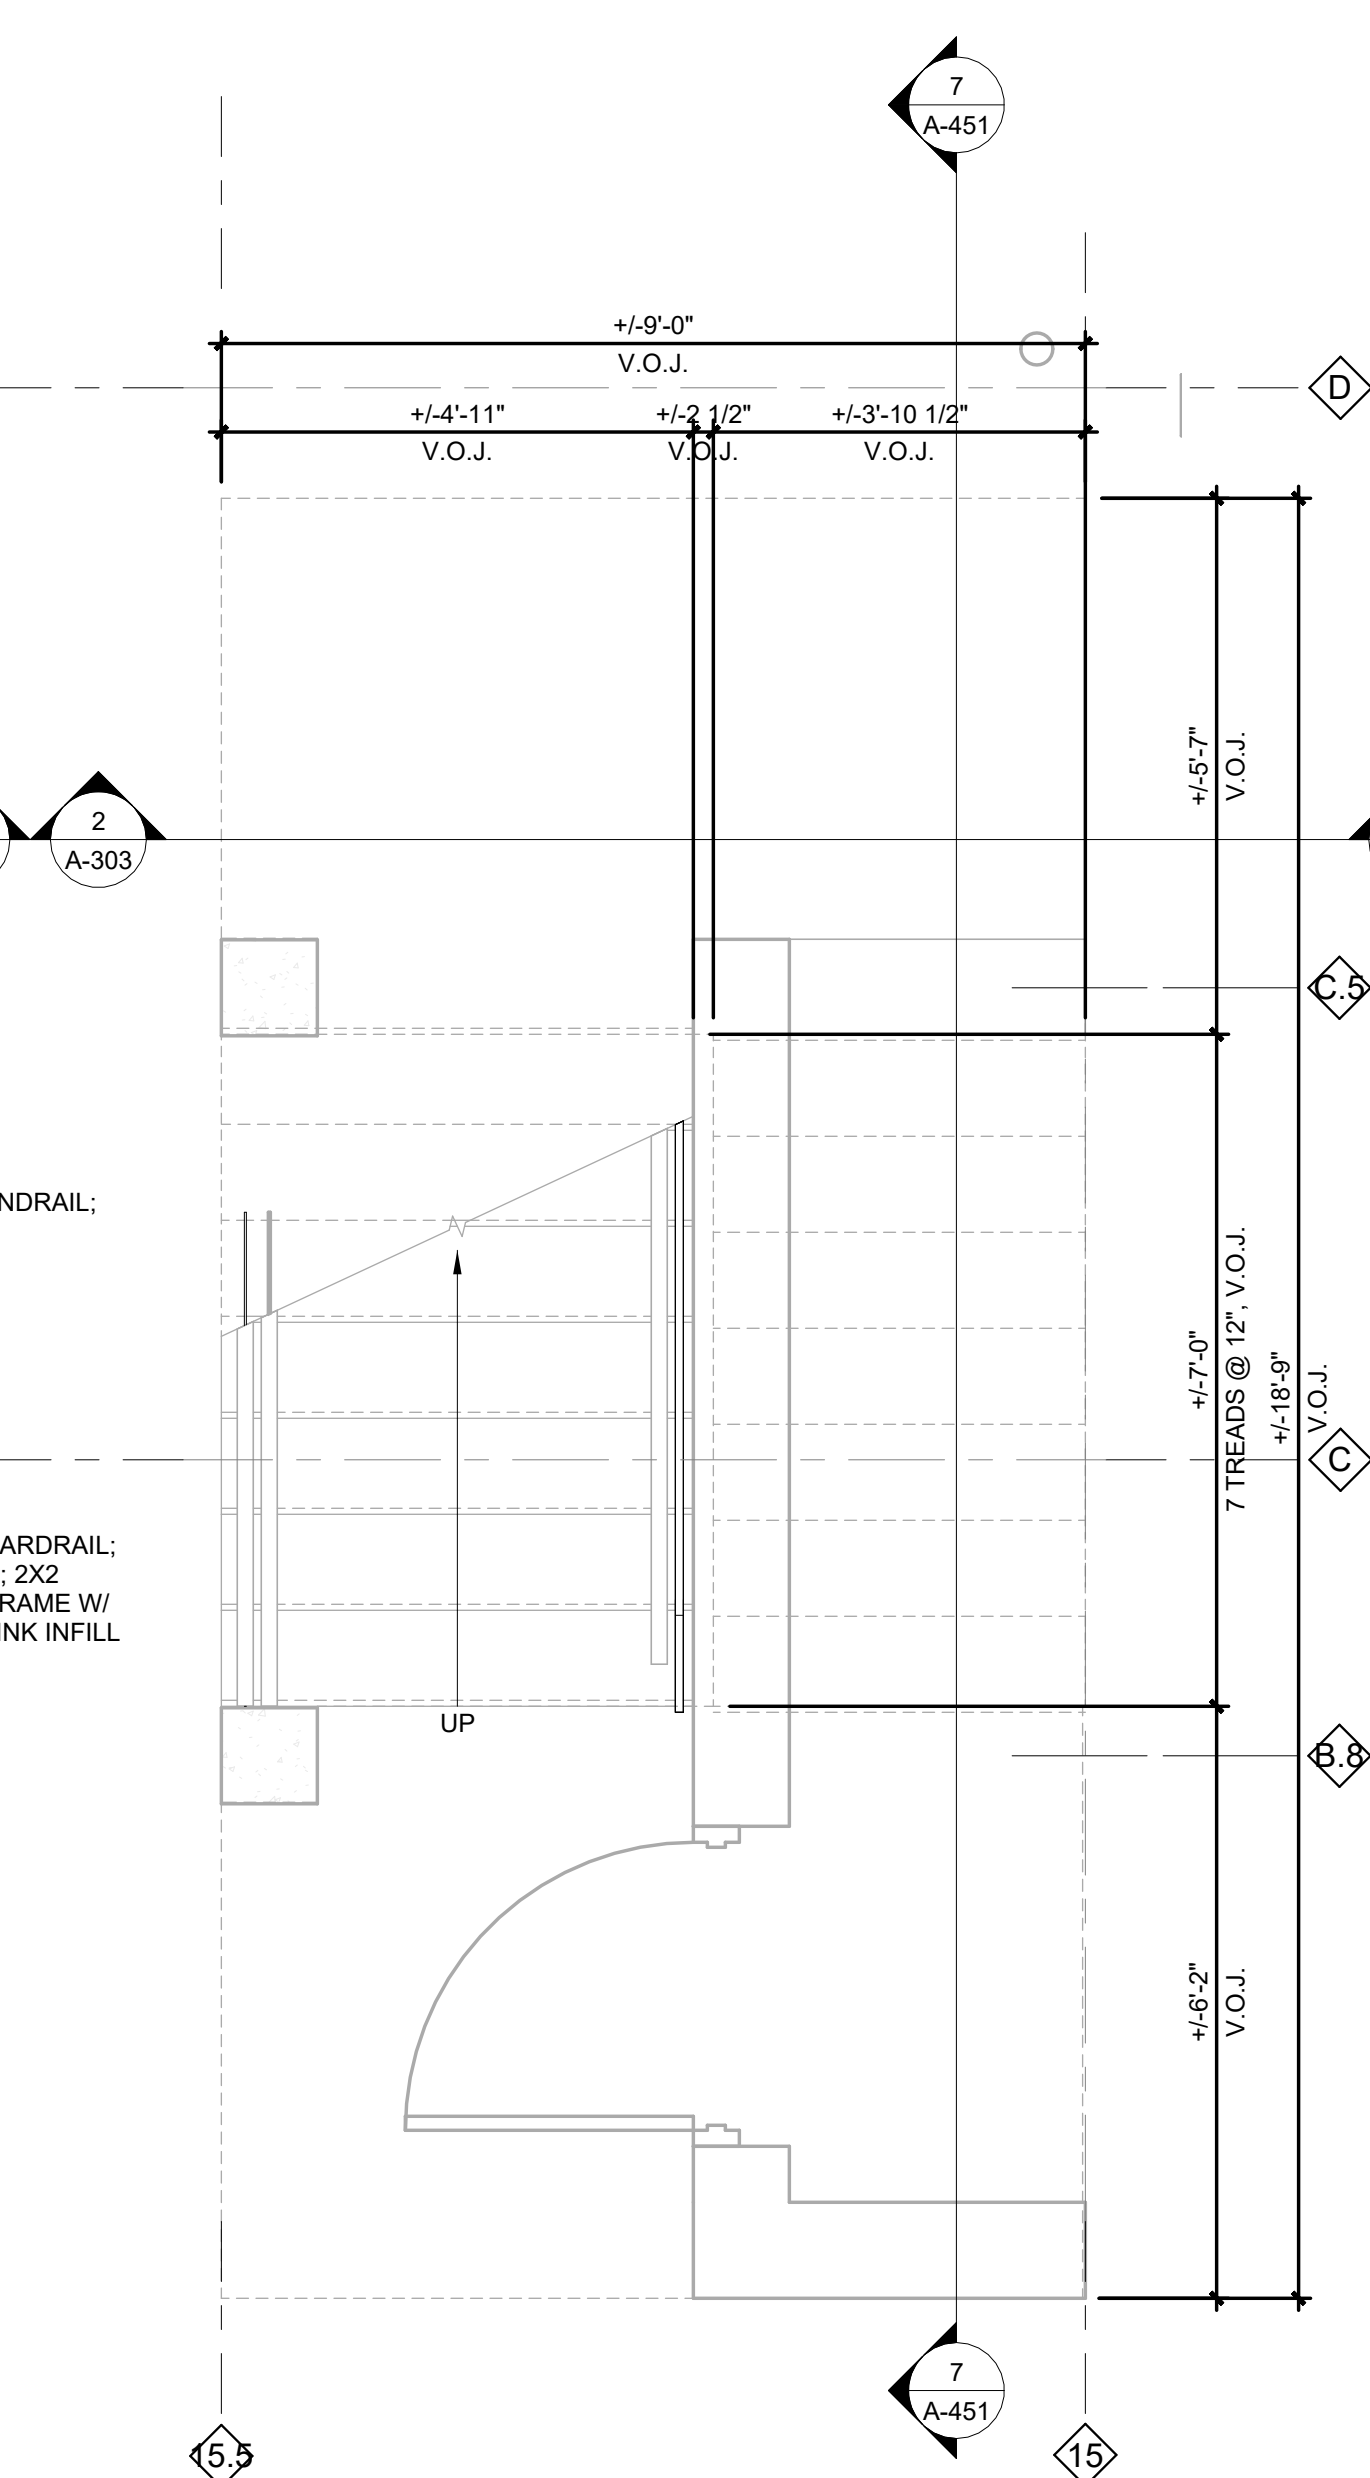 7
A-451
+/-9'-0"
V.O.J.
D
+/-4'-11"
V.O.J.
+/-2 1/2"
V.O.J.
+/-3'-10 1/2"
V.O.J.
+/-5'-7"
V.O.J.
2
A-303
C.5
NDRAIL;
+/-7'-0"
7 TREADS @ 12", V.O.J.
+/-18'-9"
V.O.J.
C
ARDRAIL;
; 2X2
RAME W/
INK INFILL
UP
B.8
+/-6'-2"
V.O.J.
7
A-451
15.5
15